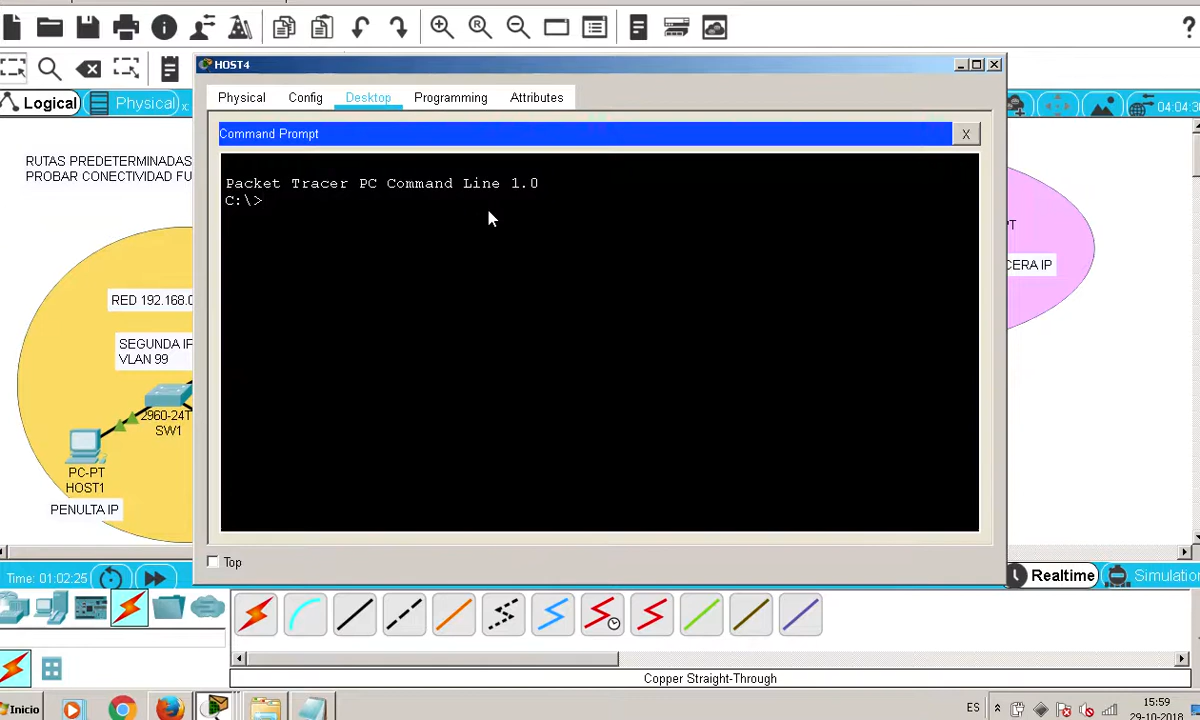 HOST4
Physical
Config
Desktop
Programming
Attributes
Logical
Physical
x:
04:04:3
Command Prompt
X
Packet Tracer PC Command Line 1.0
C:\>
RUTAS PREDETERMINADAS
PROBAR CONECTIVIDAD FU
RED 192.168.0
SEGUNDA IP
VLAN 99
2960-24T
SW1
PC-PT
HOST1
PENULTA IP
PT
CERA IP
Top
Time: 01:02:25
Realtime
Simulation
Copper Straight-Through
Inicio
ES
15:59
29-10-2018